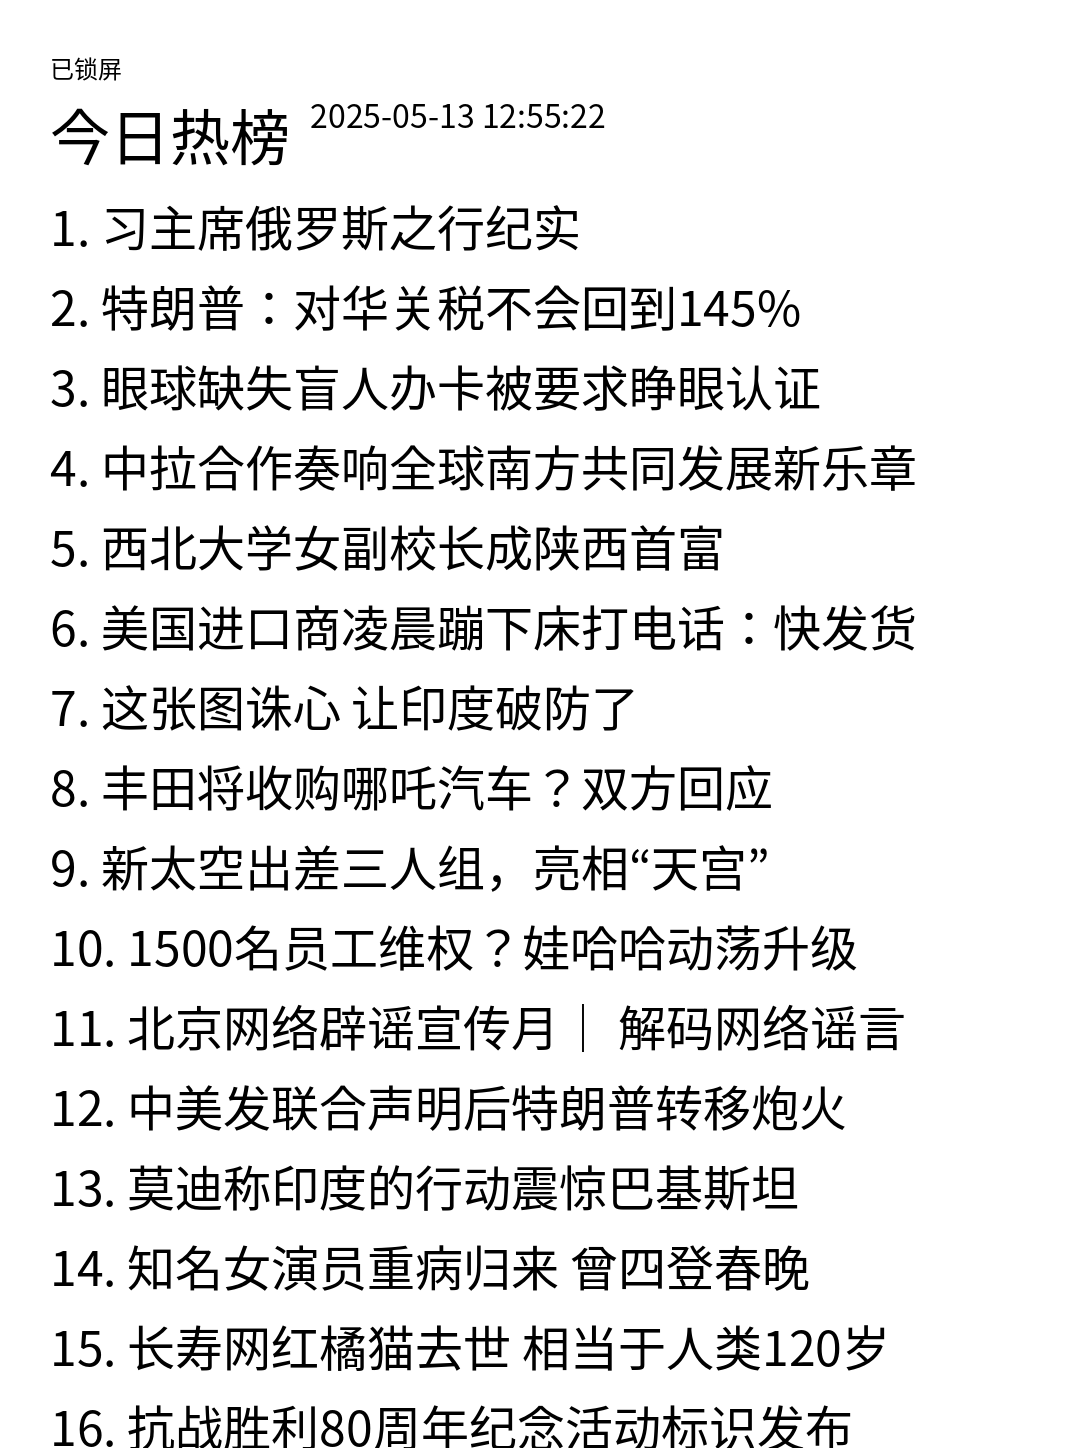 已锁屏
今日热榜 2025-05-13 12:55:22
1. 习主席俄罗斯之行纪实
2. 特朗普：对华关税不会回到145%
3. 眼球缺失盲人办卡被要求睁眼认证
4. 中拉合作奏响全球南方共同发展新乐章
5. 西北大学女副校长成陕西首富
6. 美国进口商凌晨蹦下床打电话：快发货
7. 这张图诛心 让印度破防了
8. 丰田将收购哪吒汽车？双方回应
9. 新太空出差三人组，亮相“天宫”
10. 1500名员工维权？娃哈哈动荡升级
11. 北京网络辟谣宣传月｜ 解码网络谣言
12. 中美发联合声明后特朗普转移炮火
13. 莫迪称印度的行动震惊巴基斯坦
14. 知名女演员重病归来 曾四登春晚
15. 长寿网红橘猫去世 相当于人类120岁
16. 抗战胜利80周年纪念活动标识发布